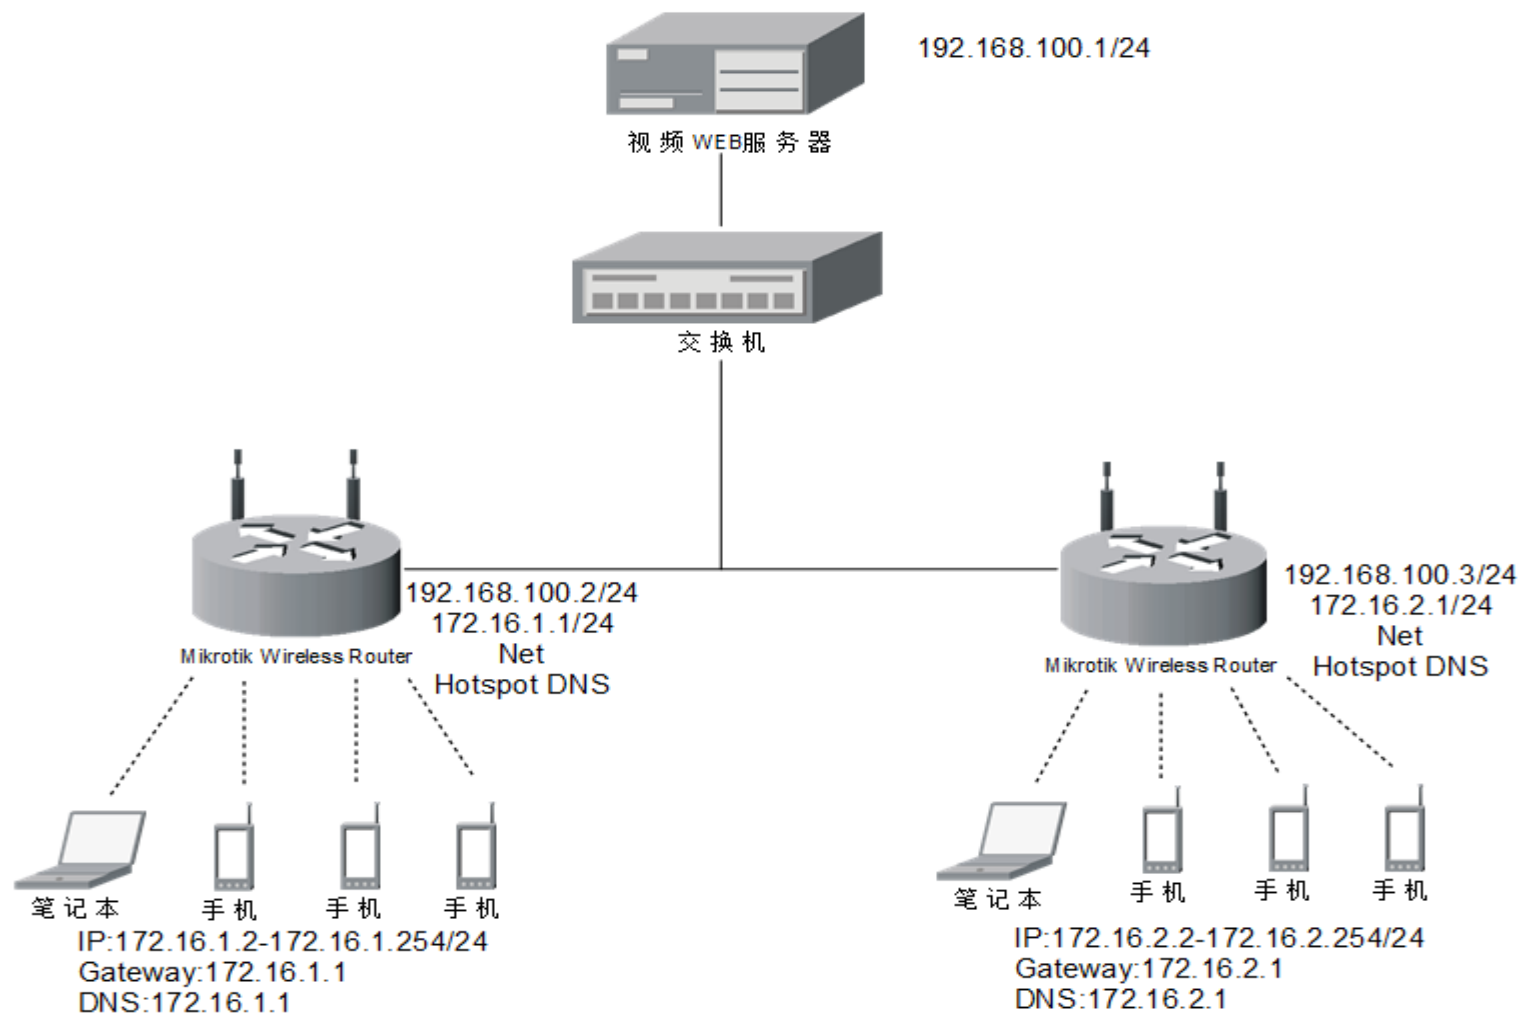 192.168.100.1/24
视频WEB服务器
交换机
192.168.100.2/24
172.16.1.1/24
Net
Hotspot DNS
Mikrotik Wireless Router
192.168.100.3/24
172.16.2.1/24
Net
Hotspot DNS
Mikrotik Wireless Router
笔记本
手机
手机
手机
IP:172.16.1.2-172.16.1.254/24
Gateway:172.16.1.1
DNS:172.16.1.1
笔记本
手机
手机
手机
IP:172.16.2.2-172.16.2.254/24
Gateway:172.16.2.1
DNS:172.16.2.1